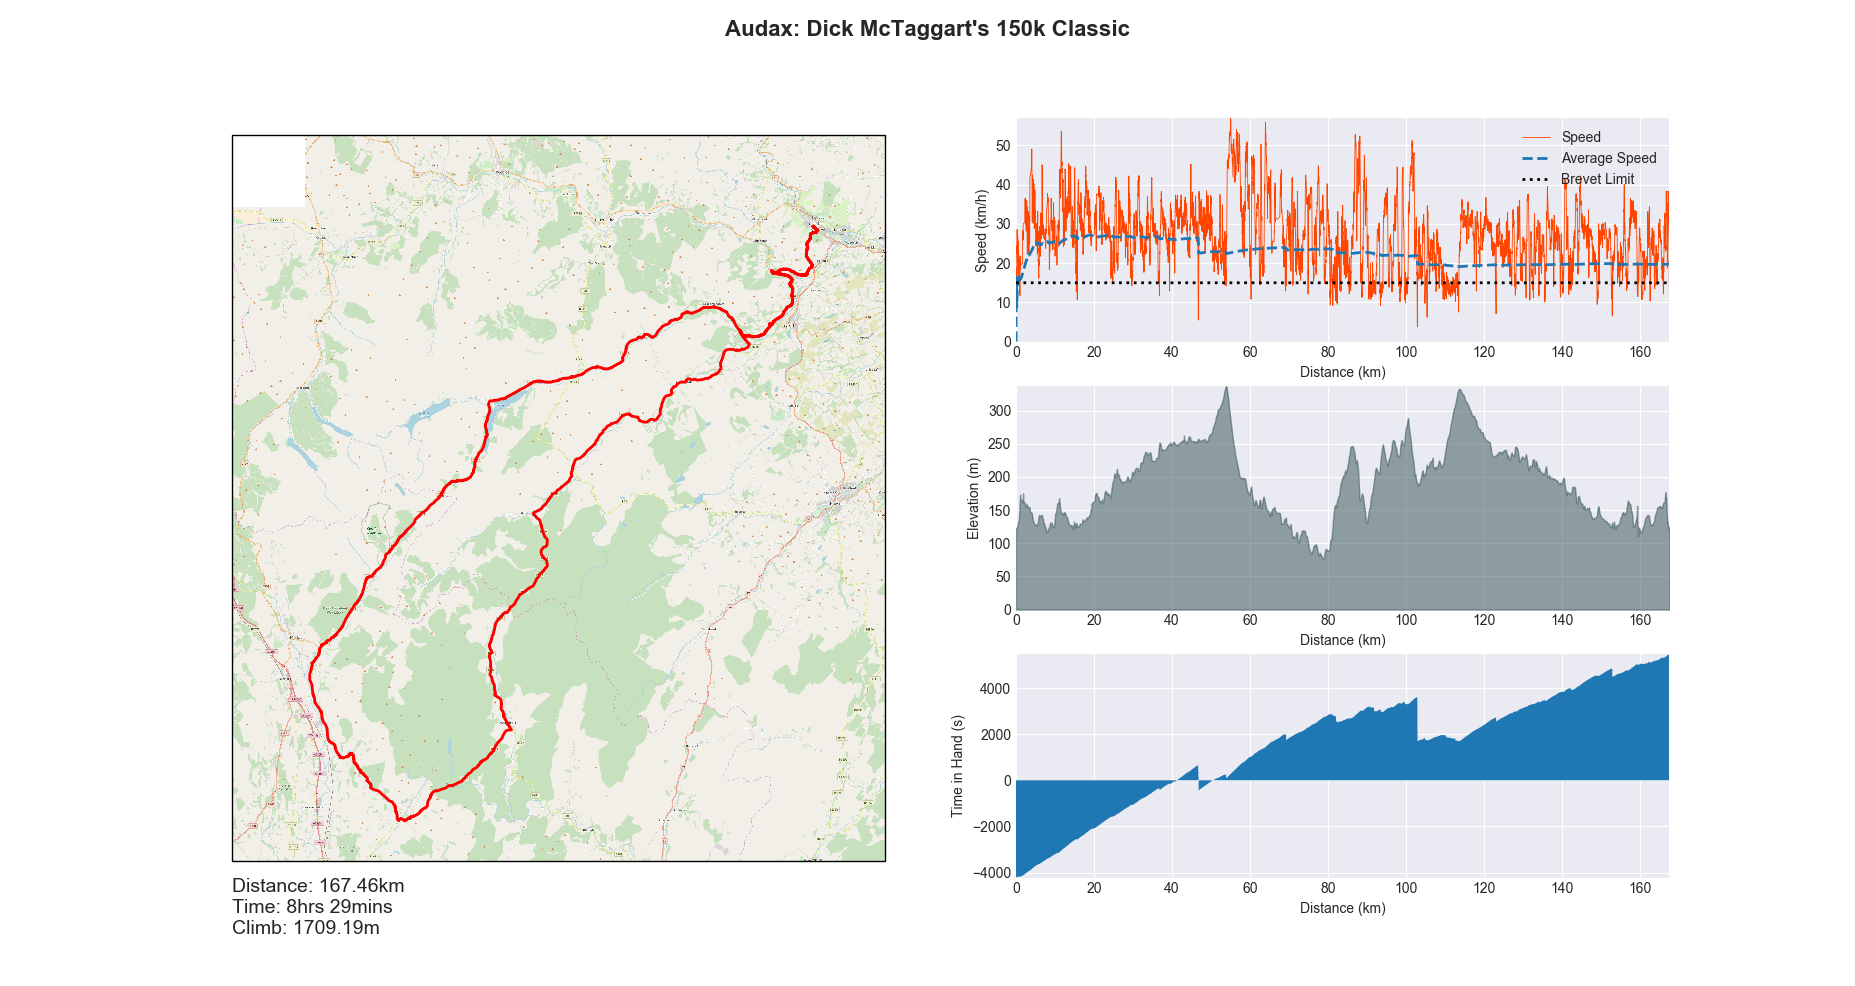 Audax: Dick McTaggart's 150k Classic
Distance: 167.46km
Time: 8hrs 29mins
Climb: 1709.19m
Speed
Average Speed
Brevet Limit
Speed (km/h)
50
40
30
20
10
0
0 20 40 60 80 100 120 140 160
Distance (km)
Elevation (m)
300
250
200
150
100
50
0
0 20 40 60 80 100 120 140 160
Distance (km)
Time in Hand (s)
4000
2000
0
−2000
−4000
0 20 40 60 80 100 120 140 160
Distance (km)